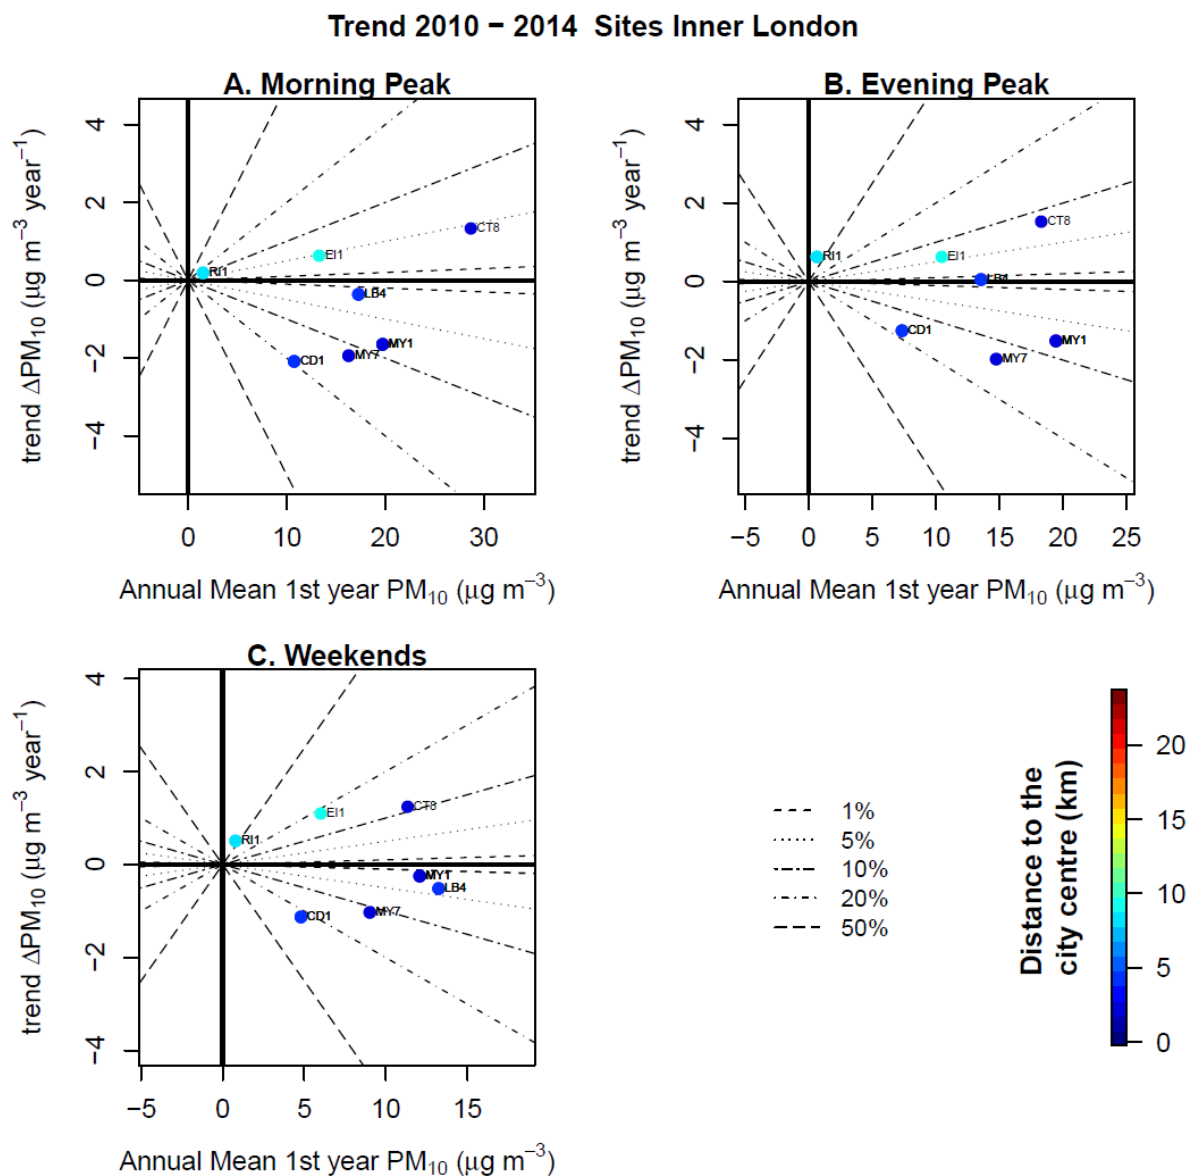 Trend 2010 − 2014 Sites Inner London
A. Morning Peak
trend ΔPM₁₀ (μg m⁻³ year⁻¹)
4
2
0
−2
−4
CT8
EI1
RI1
LB4
MY1
MY7
CD1
0 10 20 30
Annual Mean 1st year PM₁₀ (μg m⁻³)
B. Evening Peak
trend ΔPM₁₀ (μg m⁻³ year⁻¹)
4
2
0
−2
−4
CT8
RI1
EI1
LB4
CD1
MY1
MY7
−5 0 5 10 15 20 25
Annual Mean 1st year PM₁₀ (μg m⁻³)
C. Weekends
trend ΔPM₁₀ (μg m⁻³ year⁻¹)
4
2
0
−2
−4
CT8
EI1
RI1
MY1
LB4
CD1
MY7
−5 0 5 10 15
Annual Mean 1st year PM₁₀ (μg m⁻³)
1%
5%
10%
20%
50%
Distance to the
city centre (km)
20
15
10
5
0